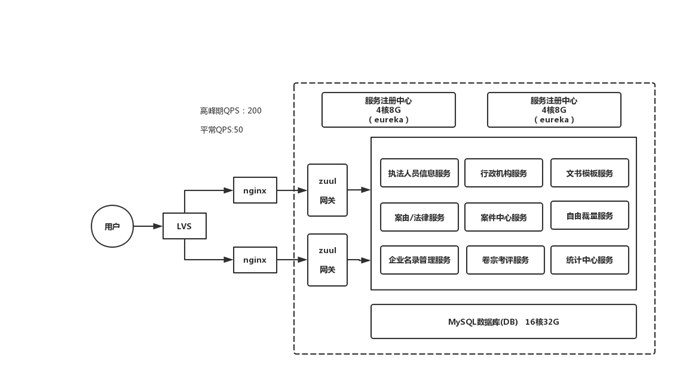 高峰期QPS：200
平常QPS:50
服务注册中心
4核8G
（eureka）
服务注册中心
4核8G
（eureka）
用户
LVS
nginx
nginx
zuul
网关
zuul
网关
执法人员信息服务
行政机构服务
文书模板服务
案由/法律服务
案件中心服务
自由裁量服务
企业名录管理服务
卷宗考评服务
统计中心服务
MySQL数据库(DB) 16核32G